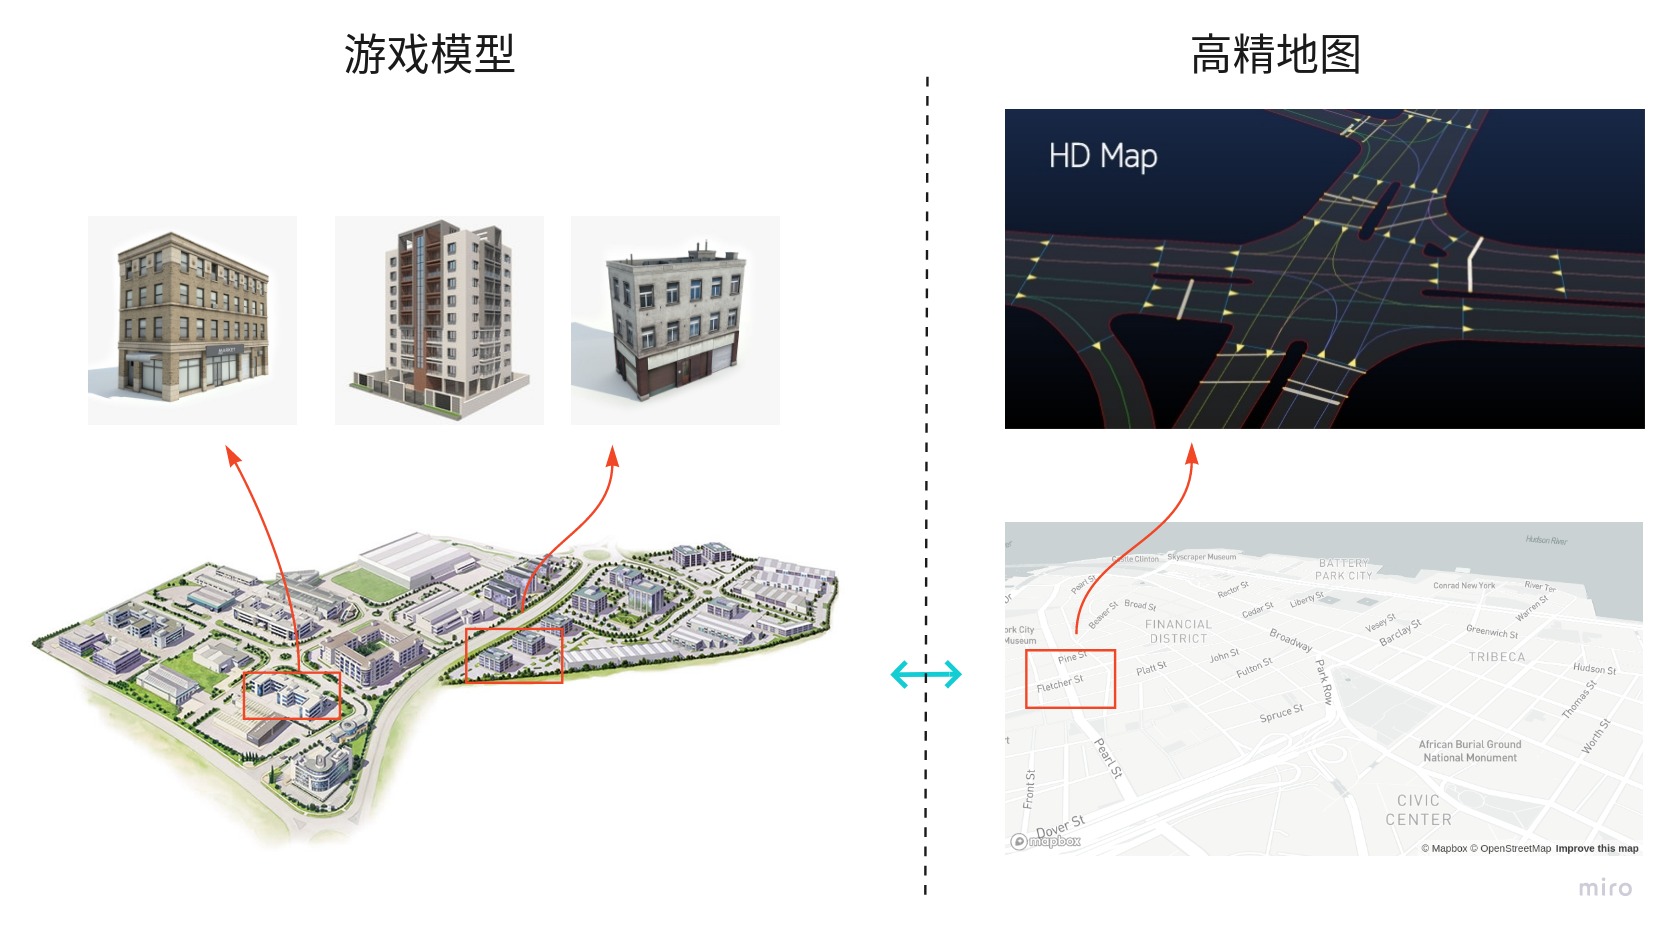 游戏模型
高精地图
HD Map
MARKET
Hudson River
Castle Clinton
Skyscraper Museum
BATTERY
PARK CITY
Conrad New York
River Ter
Pearl St
Beaver St
Broad St
Rector St
Cedar St
Liberty St
Vesey St
Barclay St
Warren St
Greenwich St
ork City
Museum
FINANCIAL
DISTRICT
Broadway
TRIBECA
Pine St
Platt St
John St
Fulton St
Park Row
Hudson St
Fletcher St
Spruce St
Thomas St
Worth St
Pearl St
African Burial Ground
National Monument
Front St
CIVIC
CENTER
Dover St
mapbox
© Mapbox © OpenStreetMap Improve this map
miro